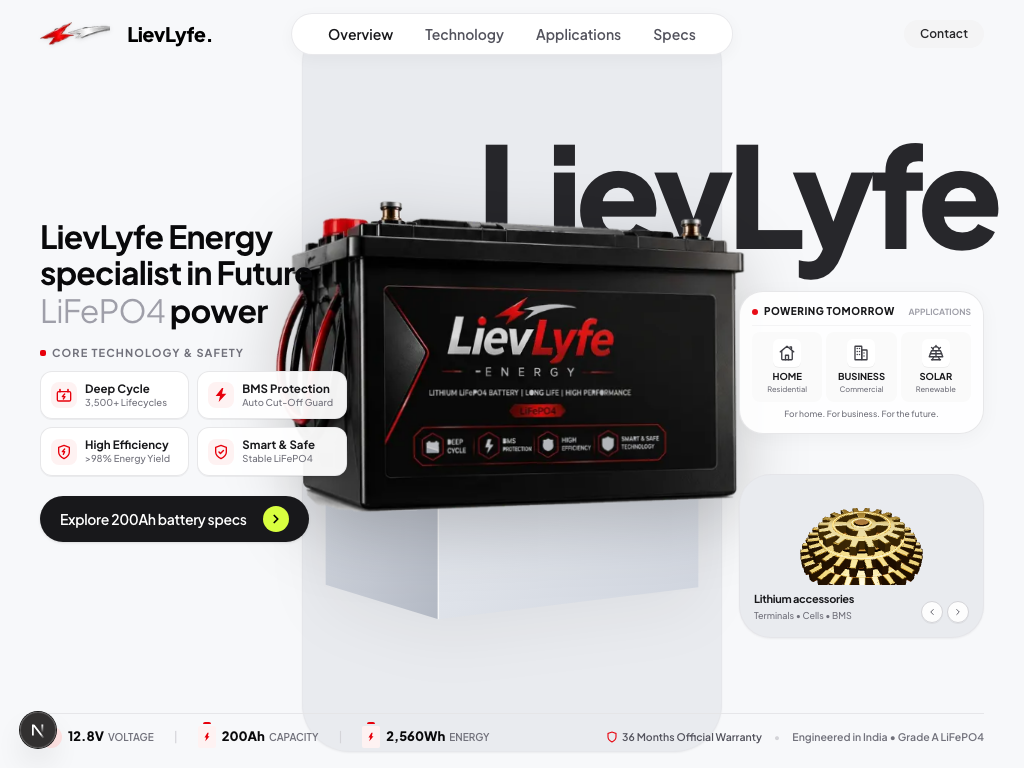 LievLyfe.
Overview
Technology
Applications
Specs
Contact
LievLyfe
LievLyfe Energy
specialist in Future
LiFePO4 power
CORE TECHNOLOGY & SAFETY
Deep Cycle
3,500+ Lifecycles
BMS Protection
Auto Cut-Off Guard
High Efficiency
>98% Energy Yield
Smart & Safe
Stable LiFePO4
Explore 200Ah battery specs
LievLyfe
-ENERGY-
LITHIUM LiFePO4 BATTERY | LONG LIFE | HIGH PERFORMANCE
LiFePO4
DEEP
CYCLE
BMS
PROTECTION
HIGH
EFFICIENCY
SMART & SAFE
TECHNOLOGY
POWERING TOMORROW
APPLICATIONS
HOME
Residential
BUSINESS
Commercial
SOLAR
Renewable
For home. For business. For the future.
Lithium accessories
Terminals • Cells • BMS
N
12.8V VOLTAGE
200Ah CAPACITY
2,560Wh ENERGY
36 Months Official Warranty
Engineered in India • Grade A LiFePO4